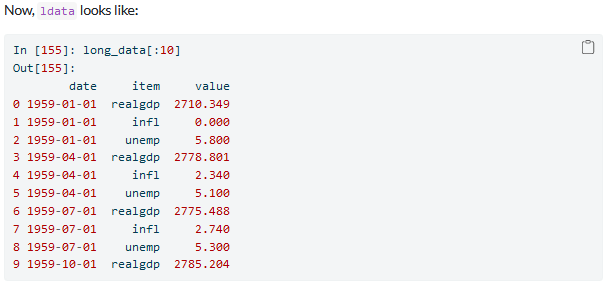 Now, ldata looks like:
In [155]: long_data[:10]
Out[155]:
date item value
0 1959-01-01 realgdp 2710.349
1 1959-01-01 infl 0.000
2 1959-01-01 unemp 5.800
3 1959-04-01 realgdp 2778.801
4 1959-04-01 infl 2.340
5 1959-04-01 unemp 5.100
6 1959-07-01 realgdp 2775.488
7 1959-07-01 infl 2.740
8 1959-07-01 unemp 5.300
9 1959-10-01 realgdp 2785.204